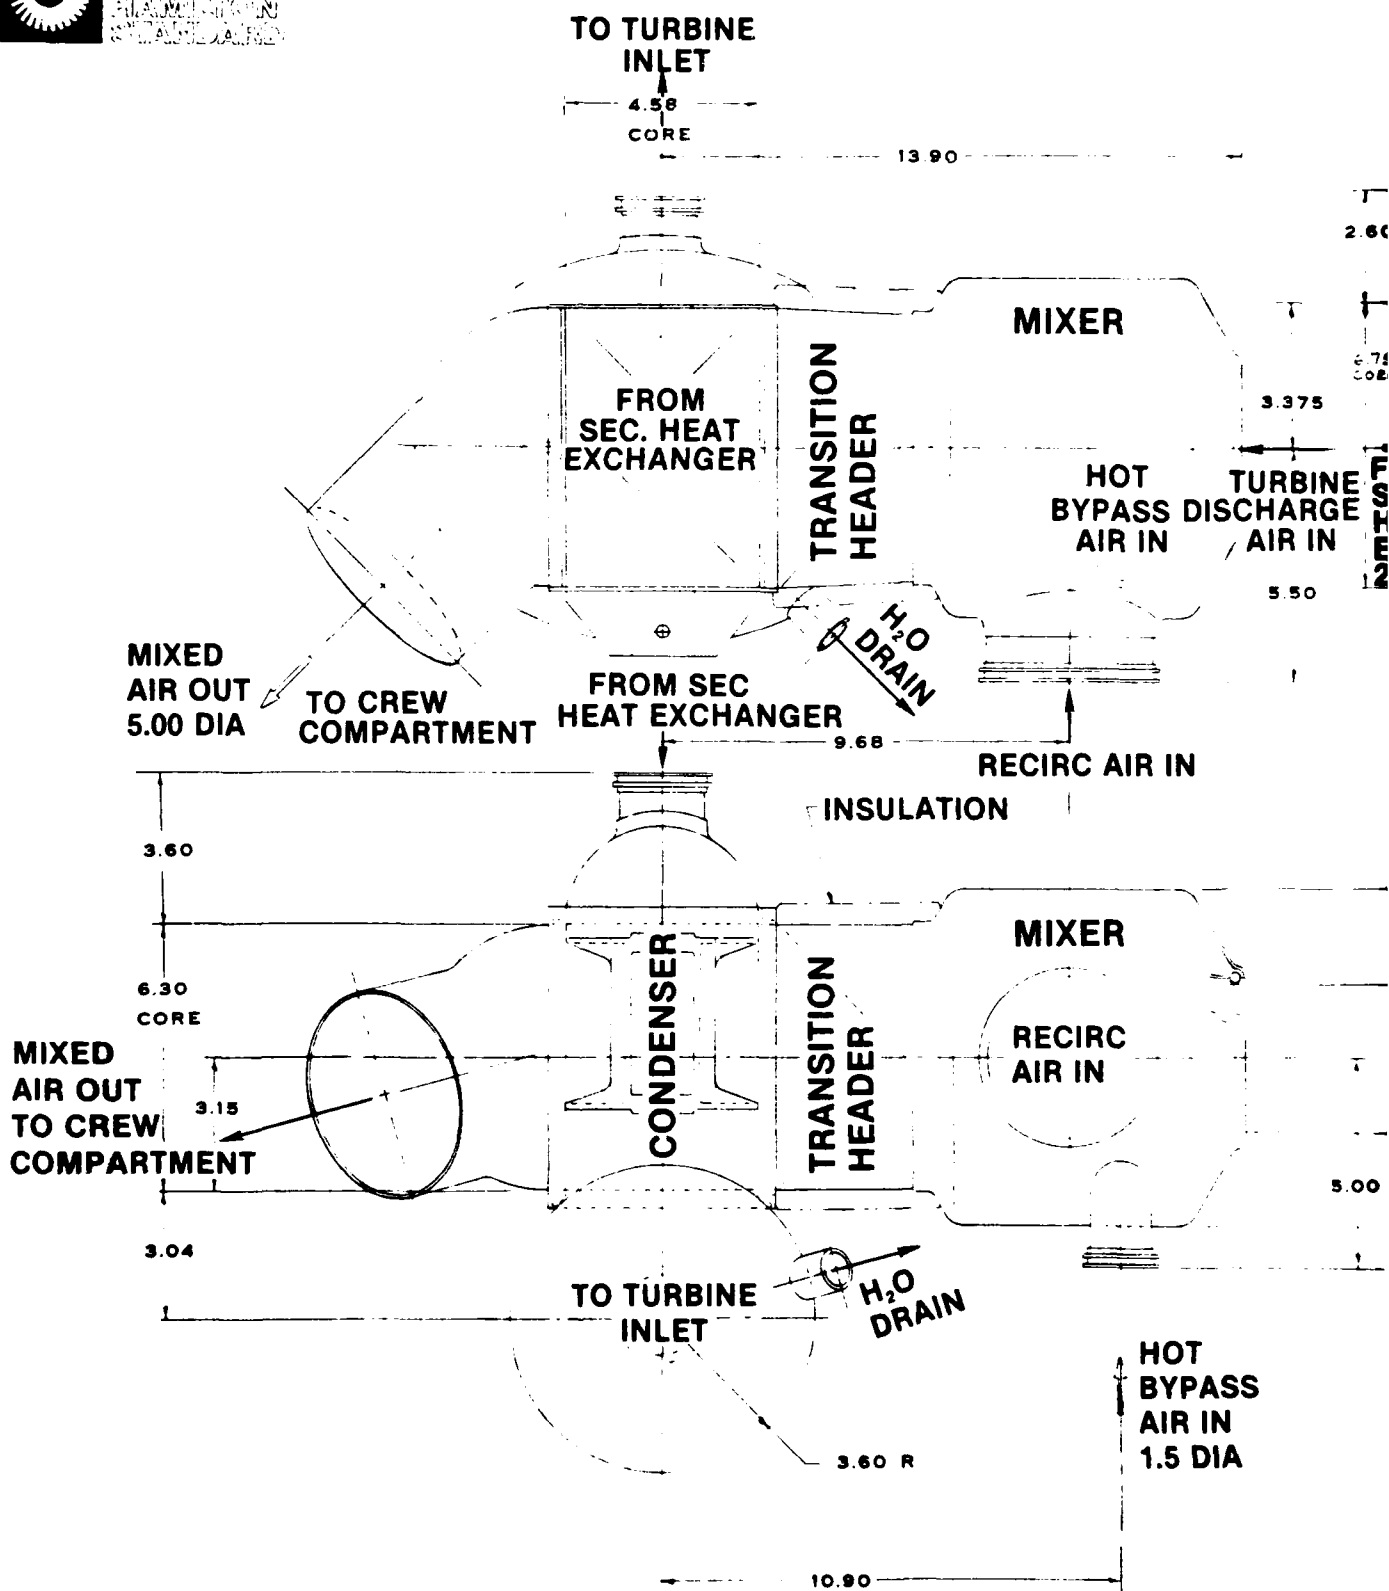 HAMILTON
STANDARD
TO TURBINE
INLET
4.58
CORE
13.90
2.60
MIXER
3.375
FROM
SEC. HEAT
EXCHANGER
TRANSITION
HEADER
HOT
BYPASS
AIR IN
TURBINE
DISCHARGE
AIR IN
5.50
H₂O
DRAIN
MIXED
AIR OUT
5.00 DIA
TO CREW
COMPARTMENT
FROM SEC
HEAT EXCHANGER
9.68
RECIRC AIR IN
INSULATION
3.60
CONDENSER
MIXER
TRANSITION
HEADER
6.30
CORE
RECIRC
AIR IN
MIXED
AIR OUT
TO CREW
COMPARTMENT
3.15
5.00
3.04
TO TURBINE
INLET
H₂O
DRAIN
HOT
BYPASS
AIR IN
1.5 DIA
3.60 R
10.90